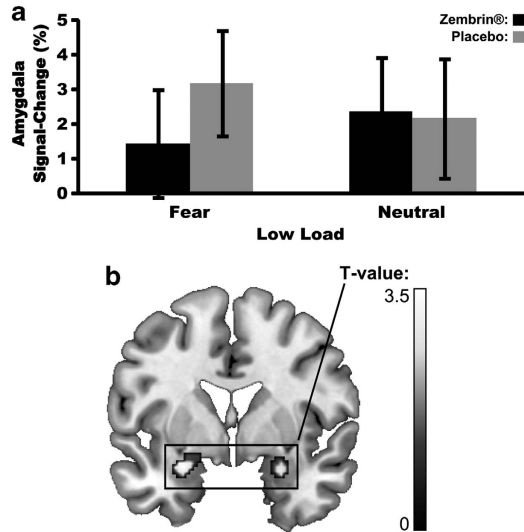 a
Zembrin®:
Placebo:
Amygdala
Signal-Change (%)
5
4
3
2
1
0
Fear Neutral
Low Load
b
T-value:
3.5
0